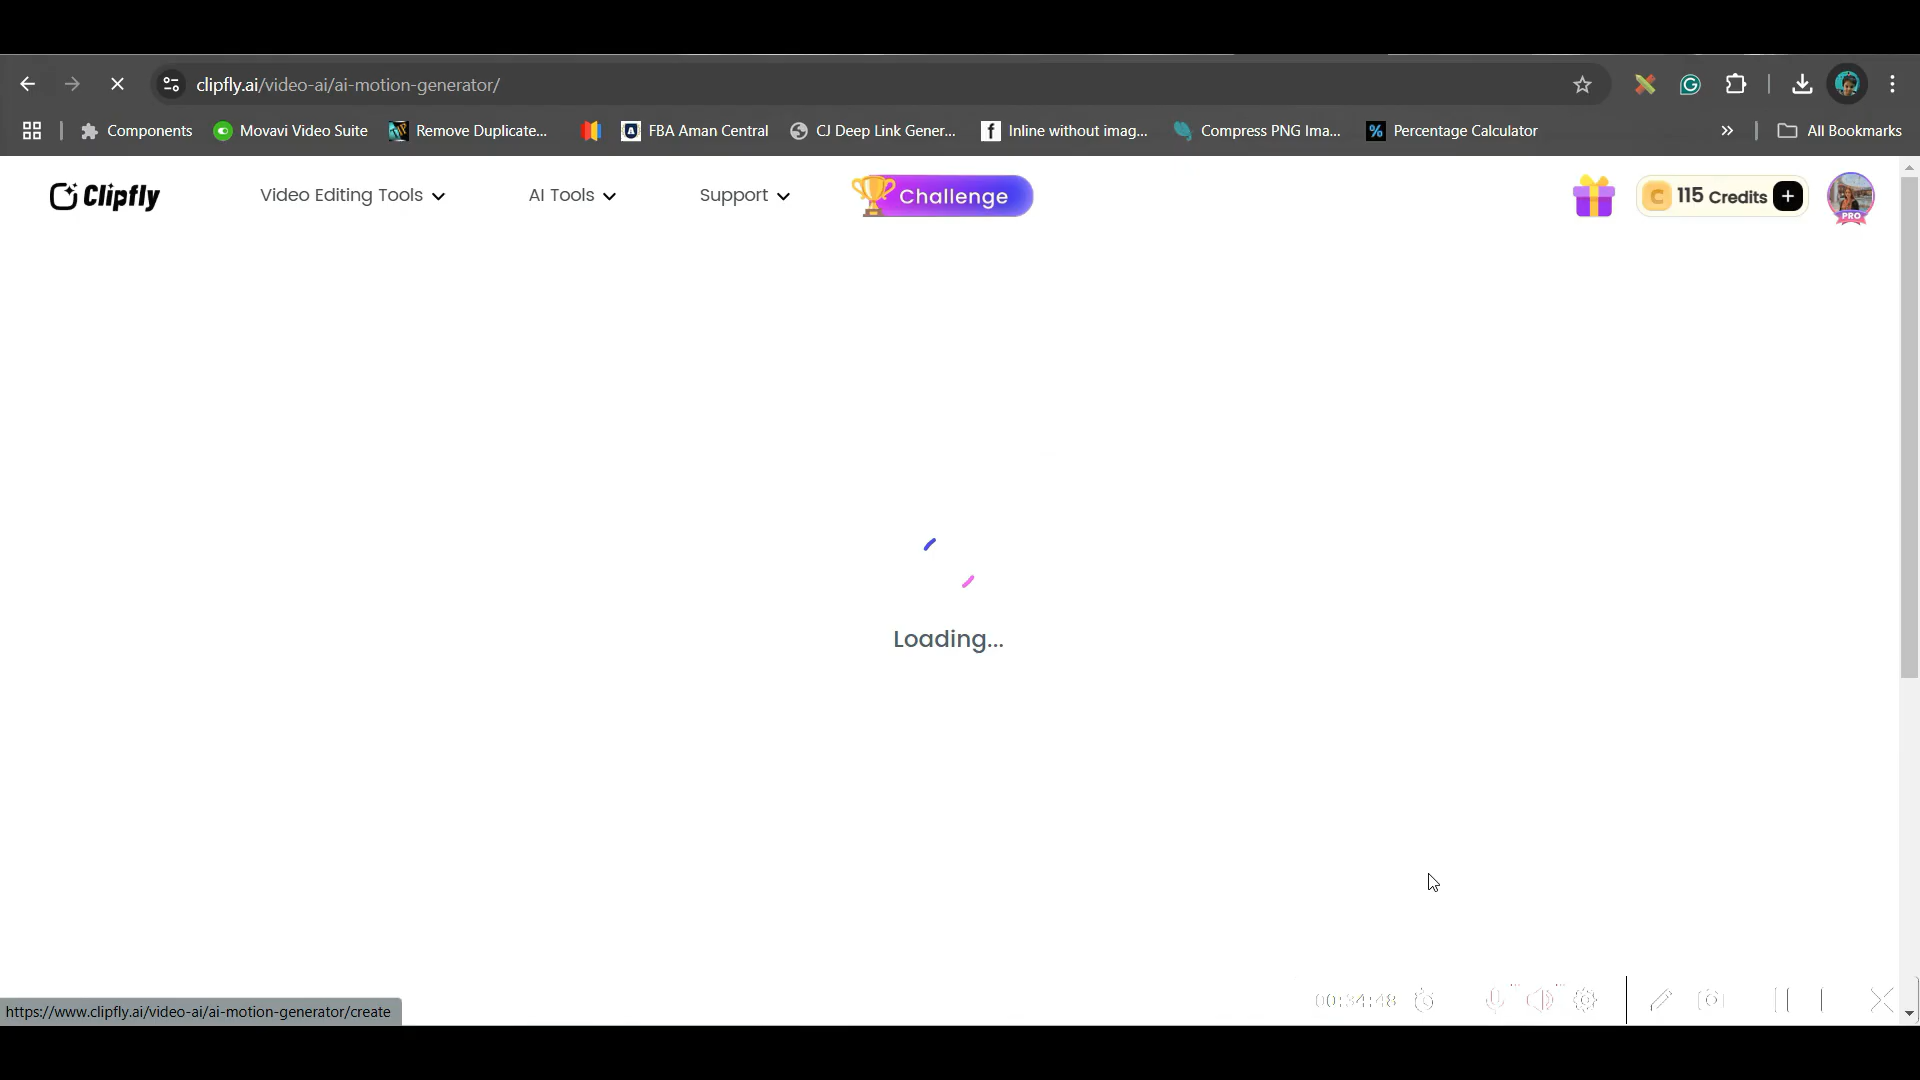 clipfly.ai/video-ai/ai-motion-generator/
Components
Movavi Video Suite
Remove Duplicate...
FBA Aman Central
CJ Deep Link Gener...
Inline without imag...
Compress PNG Ima...
Percentage Calculator
All Bookmarks
Clipfly
Video Editing Tools
AI Tools
Support
Challenge
C
115 Credits
PRO
Loading...
00:34:48
https://www.clipfly.ai/video-ai/ai-motion-generator/create